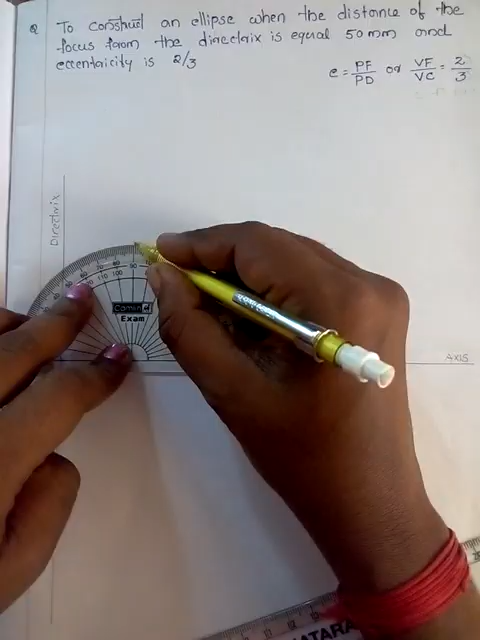 Q To construct an ellipse when the distance of the
focus from the directrix is equal 50mm and
eccentricity is 2/3
e = PF/PD or VF/VC = 2/3
Directrix
Camlin
Exam
AXIS